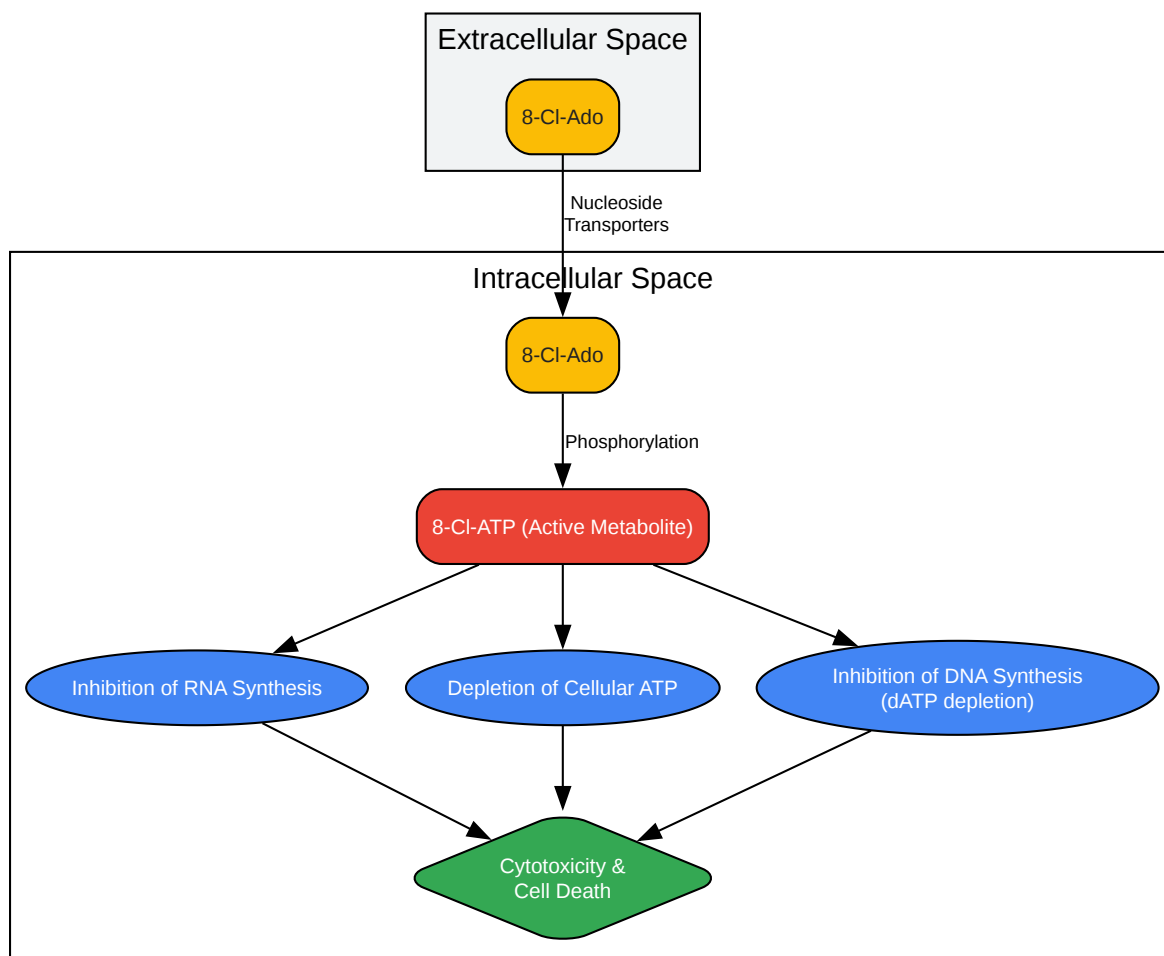 Extracellular Space
8-Cl-Ado
Nucleoside
Transporters
Intracellular Space
8-Cl-Ado
Phosphorylation
8-Cl-ATP (Active Metabolite)
Inhibition of RNA Synthesis
Depletion of Cellular ATP
Inhibition of DNA Synthesis
(dATP depletion)
Cytotoxicity &
Cell Death